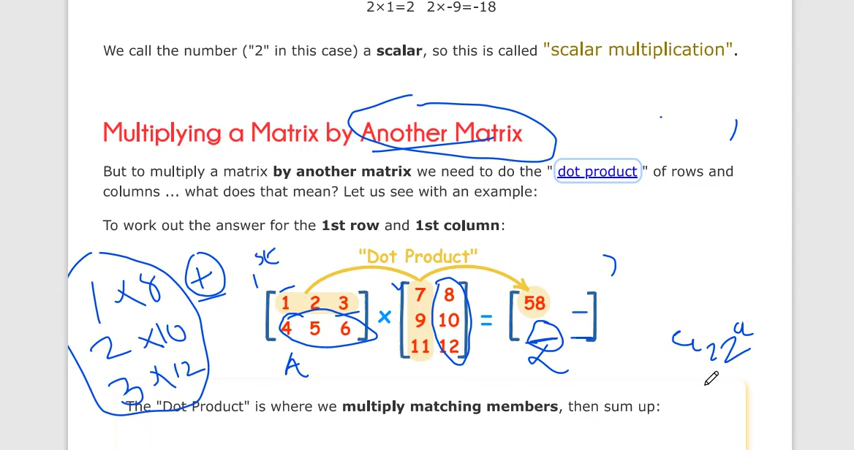 2×1=2 2×-9=-18
We call the number ("2" in this case) a scalar, so this is called "scalar multiplication".
Multiplying a Matrix by Another Matrix
But to multiply a matrix by another matrix we need to do the "dot product" of rows and
columns ... what does that mean? Let us see with an example:
To work out the answer for the 1st row and 1st column:
"Dot Product"
1 2 3
4 5 6
×
7 8
9 10
11 12
=
58
1 × 8
2 × 10
3 × 12
+
A
The "Dot Product" is where we multiply matching members, then sum up: